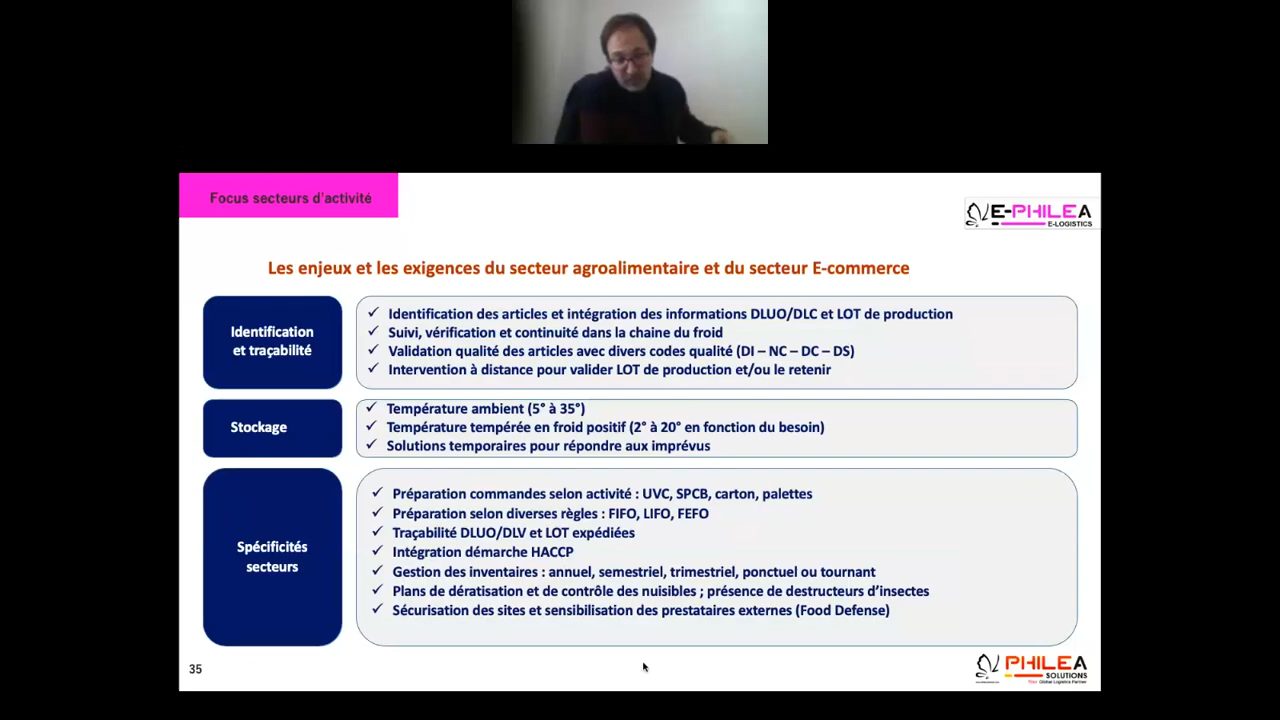 Focus secteurs d'activité
E-PHILEA
E-LOGISTICS
Les enjeux et les exigences du secteur agroalimentaire et du secteur E-commerce
Identification
et traçabilité
✓ Identification des articles et intégration des informations DLUO/DLC et LOT de production
✓ Suivi, vérification et continuité dans la chaine du froid
✓ Validation qualité des articles avec divers codes qualité (DI – NC – DC – DS)
✓ Intervention à distance pour valider LOT de production et/ou le retenir
Stockage
✓ Température ambient (5° à 35°)
✓ Température tempérée en froid positif (2° à 20° en fonction du besoin)
✓ Solutions temporaires pour répondre aux imprévus
Spécificités
secteurs
✓ Préparation commandes selon activité : UVC, SPCB, carton, palettes
✓ Préparation selon diverses règles : FIFO, LIFO, FEFO
✓ Traçabilité DLUO/DLV et LOT expédiées
✓ Intégration démarche HACCP
✓ Gestion des inventaires : annuel, semestriel, trimestriel, ponctuel ou tournant
✓ Plans de dératisation et de contrôle des nuisibles ; présence de destructeurs d'insectes
✓ Sécurisation des sites et sensibilisation des prestataires externes (Food Defense)
35
PHILEA
SOLUTIONS
Your Global Logistics Partner